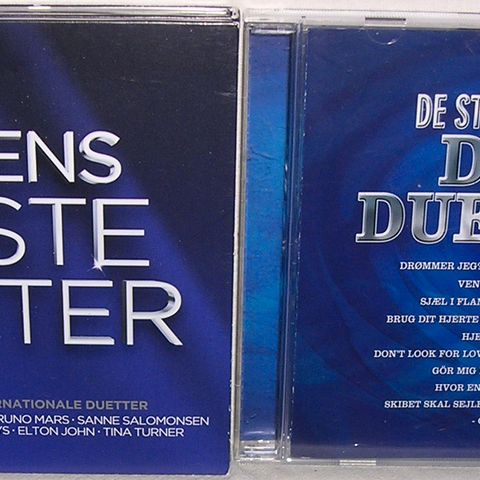 ENS
STE
TTER
RNATIONALE DUETTER
RUNO MARS · SANNE SALOMONSEN
YS · ELTON JOHN · TINA TURNER
DE ST
D
DUE
DRØMMER JEG?
VEN
SJÆL I FLAM
BRUG DIT HJERTE
HJE
DON'T LOOK FOR LOV
GÖR MIG
HVOR EN
SKIBET SKAL SEJLE